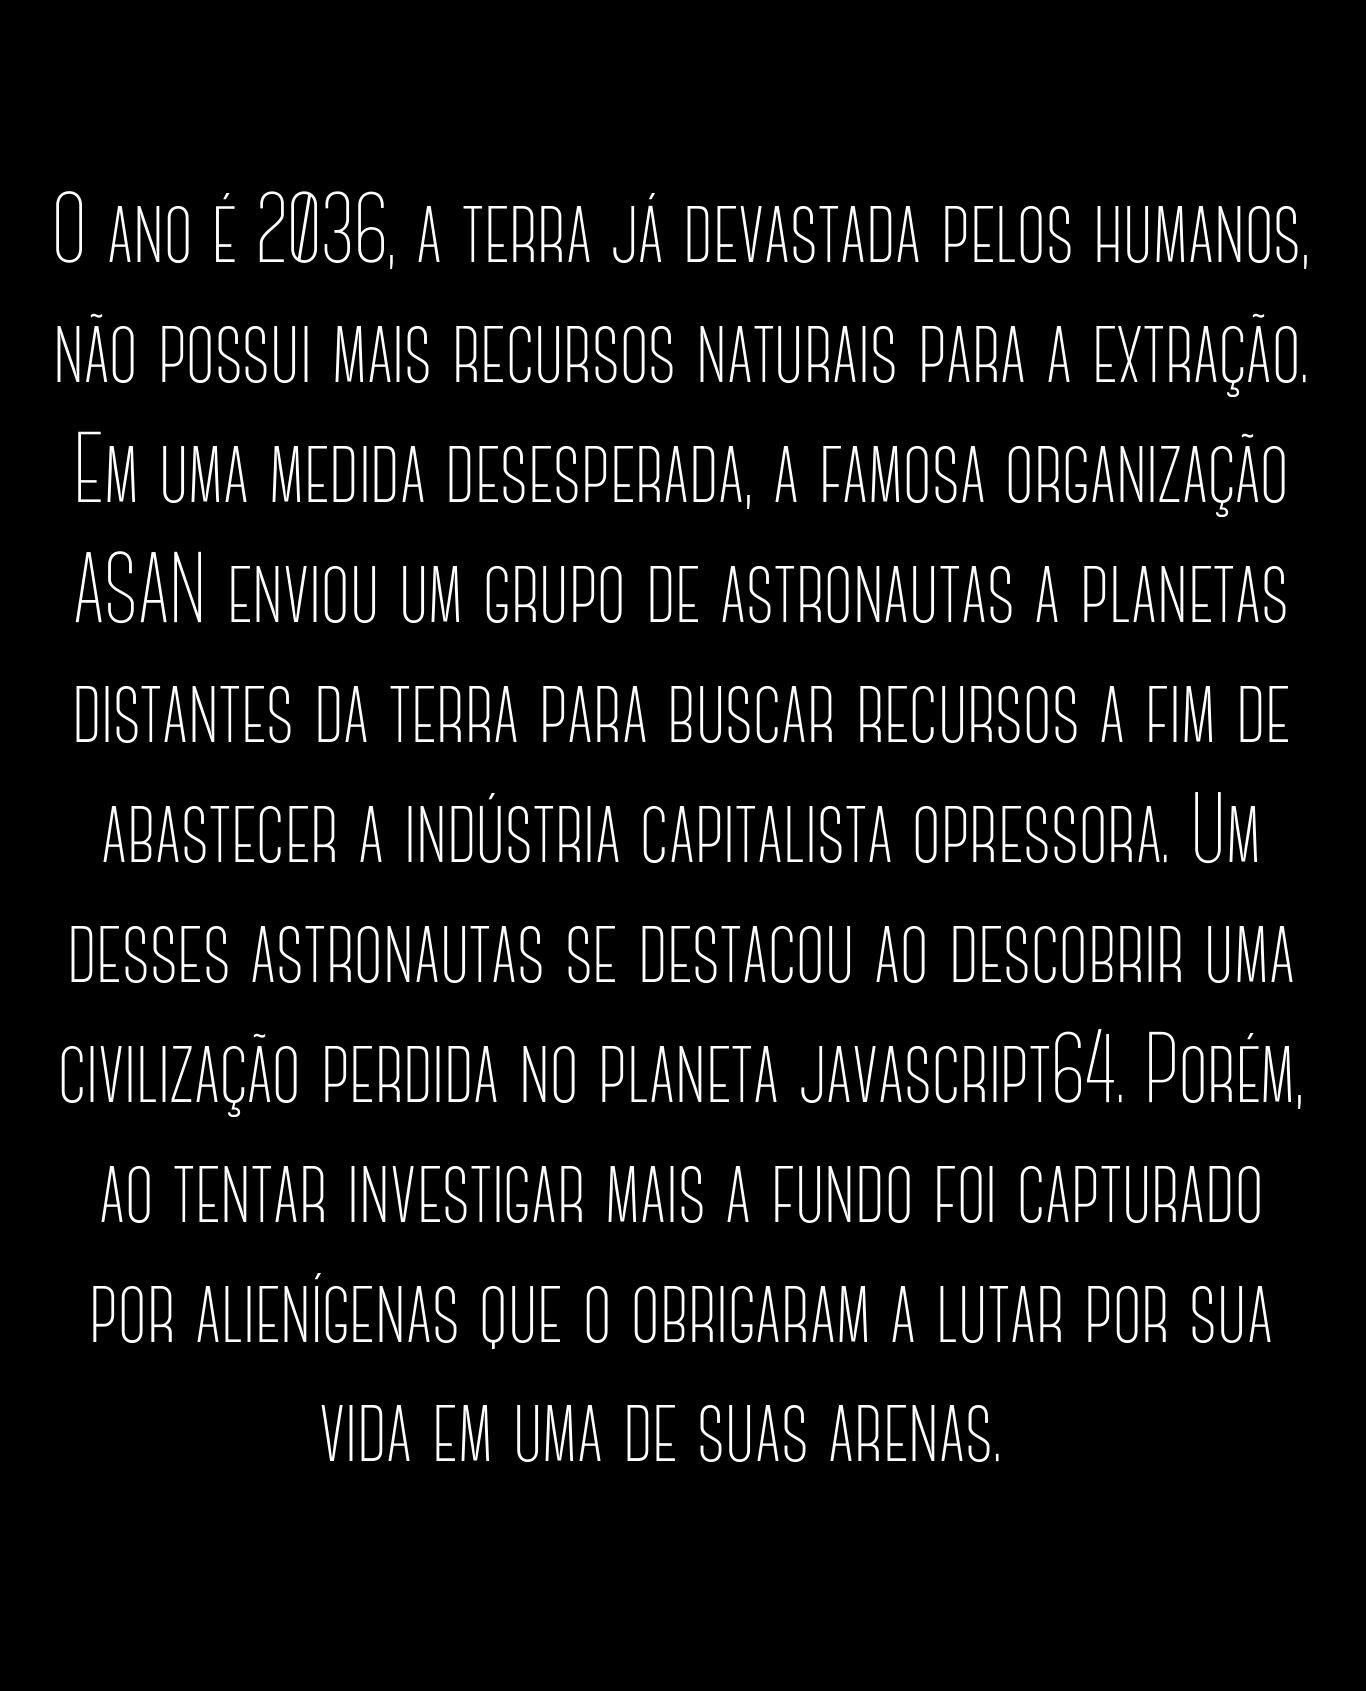 O ano é 2036, a terra já devastada pelos humanos,
não possui mais recursos naturais para a extração.
Em uma medida desesperada, a famosa organização
ASAN enviou um grupo de astronautas a planetas
distantes da terra para buscar recursos a fim de
abastecer a indústria capitalista opressora. Um
desses astronautas se destacou ao descobrir uma
civilização perdida no planeta javascript64. Porém,
ao tentar investigar mais a fundo foi capturado
por alienígenas que o obrigaram a lutar por sua
vida em uma de suas arenas.